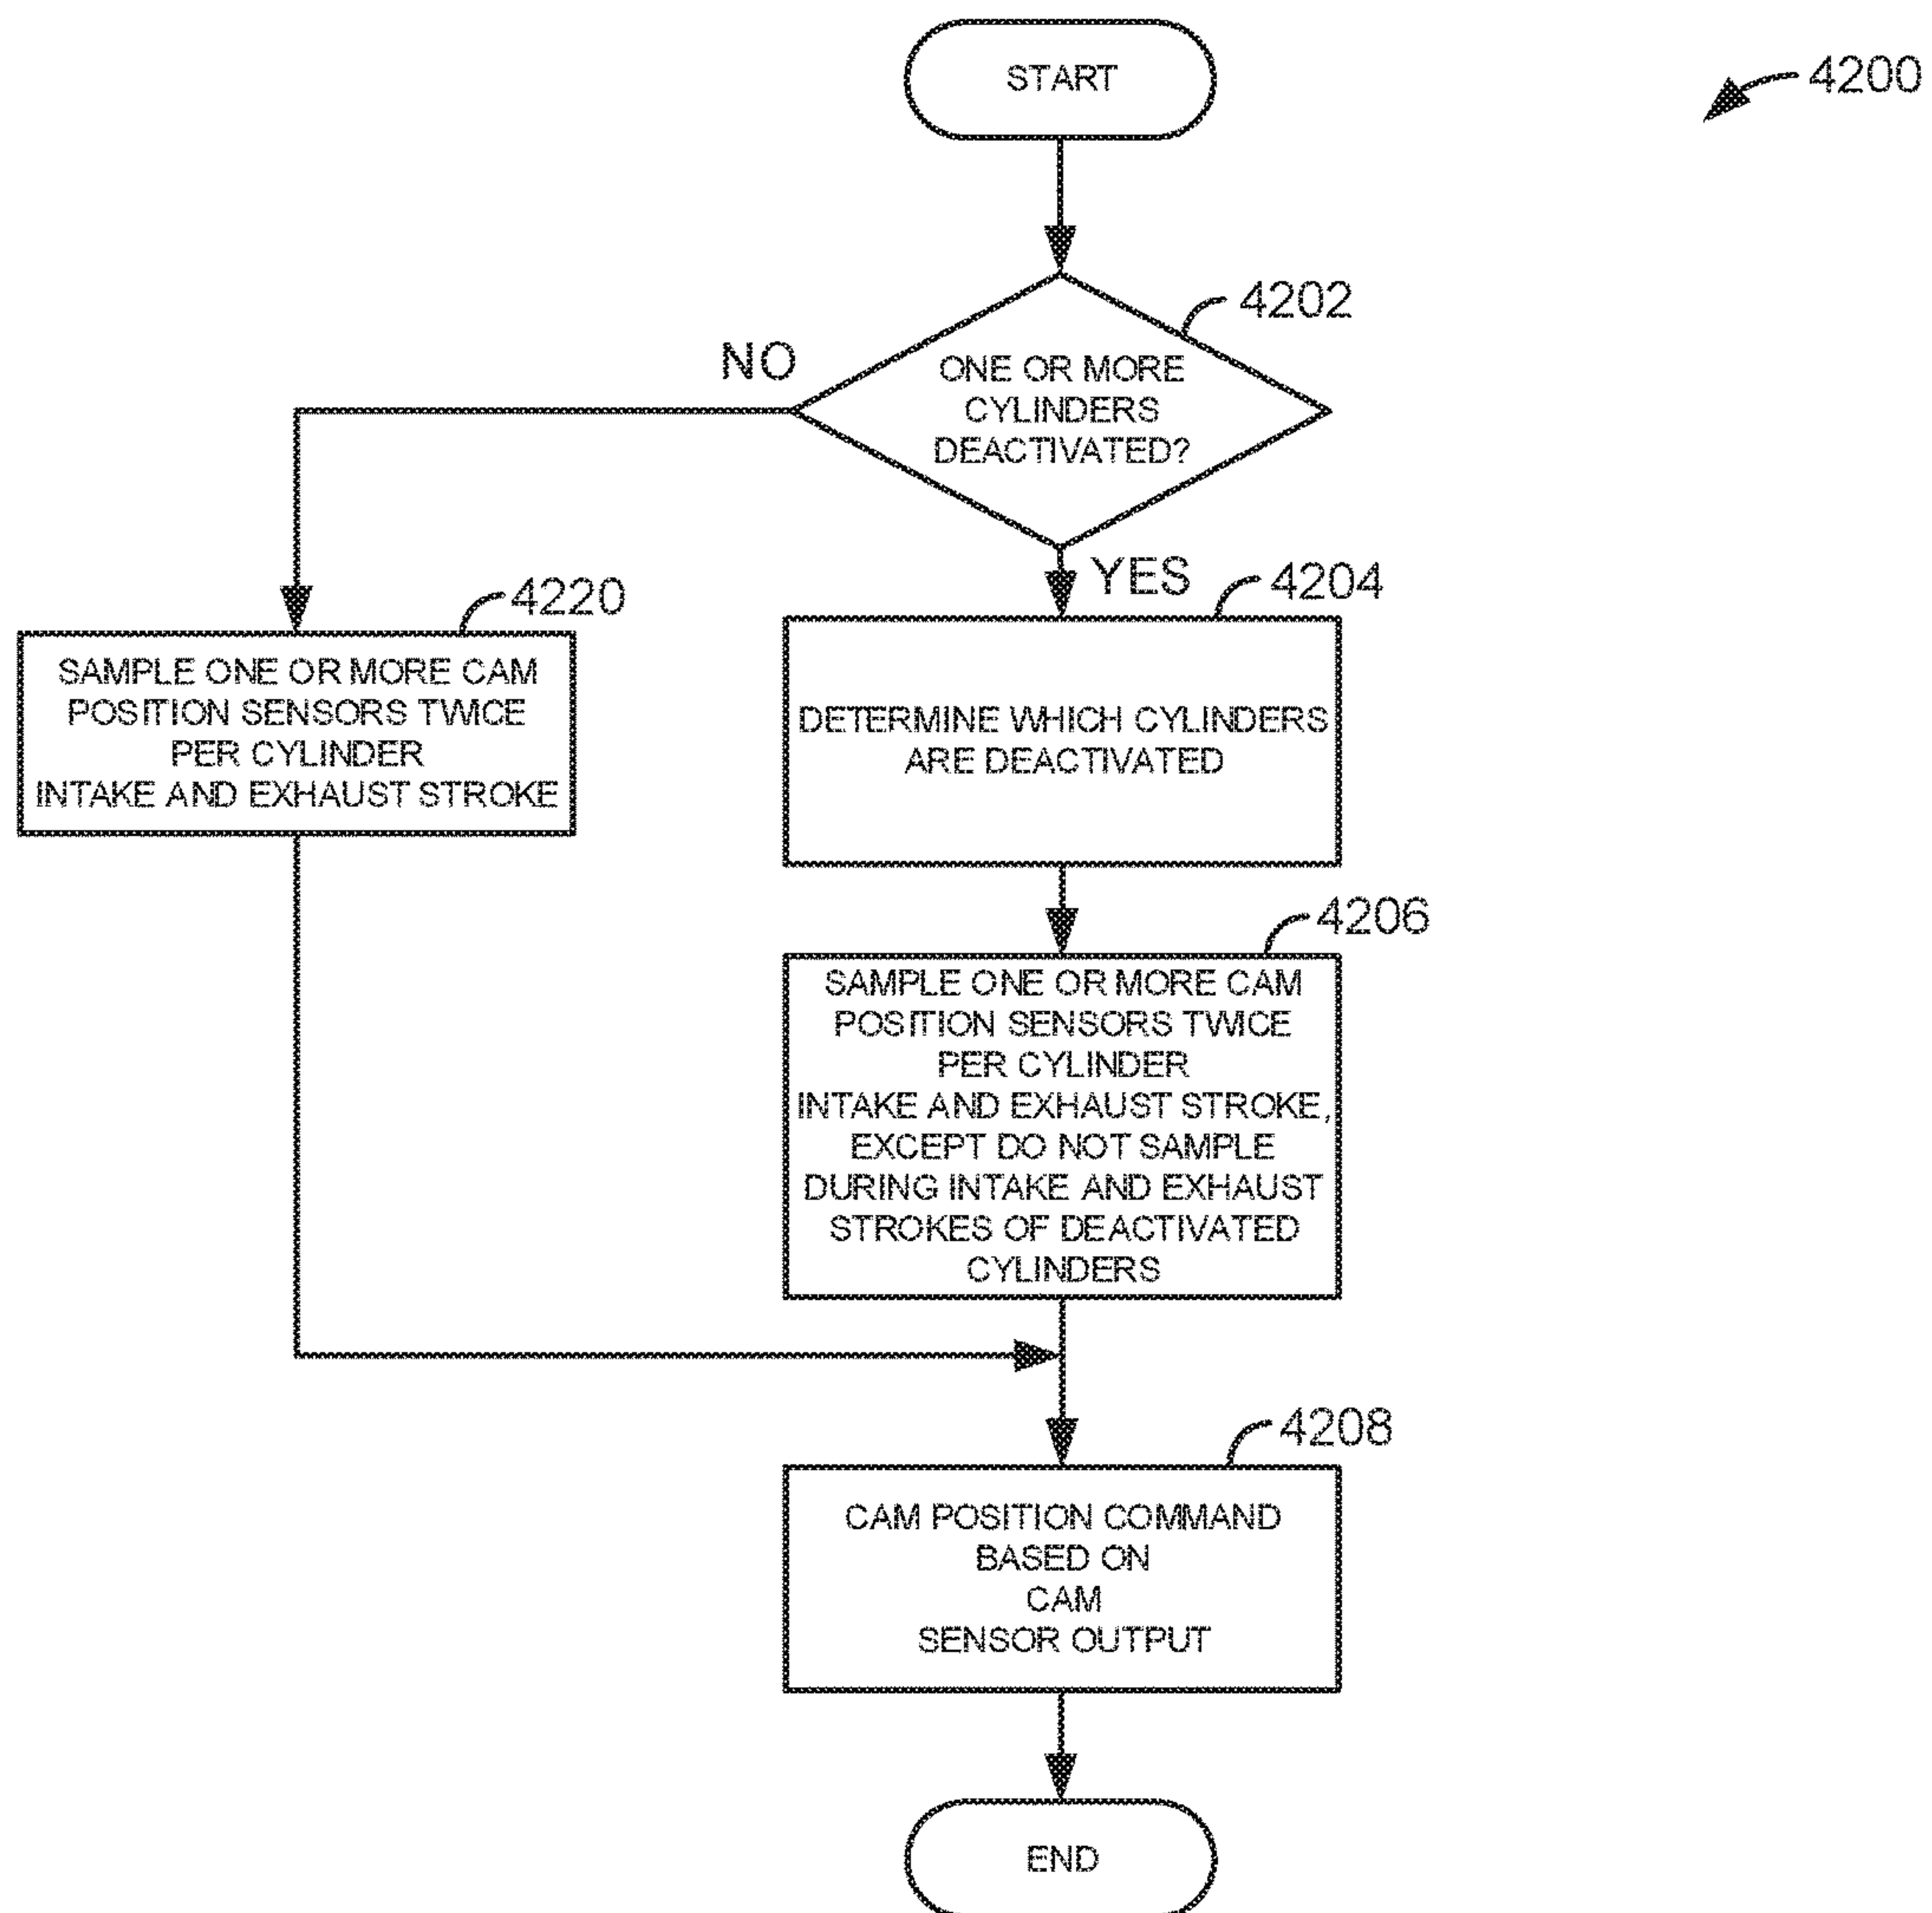 START
4200
4202
ONE OR MORE
CYLINDERS
DEACTIVATED?
NO
YES
4204
DETERMINE WHICH CYLINDERS
ARE DEACTIVATED
4220
SAMPLE ONE OR MORE CAM
POSITION SENSORS TWICE
PER CYLINDER
INTAKE AND EXHAUST STROKE
4206
SAMPLE ONE OR MORE CAM
POSITION SENSORS TWICE
PER CYLINDER
INTAKE AND EXHAUST STROKE,
EXCEPT DO NOT SAMPLE
DURING INTAKE AND EXHAUST
STROKES OF DEACTIVATED
CYLINDERS
4208
CAM POSITION COMMAND
BASED ON
CAM
SENSOR OUTPUT
END